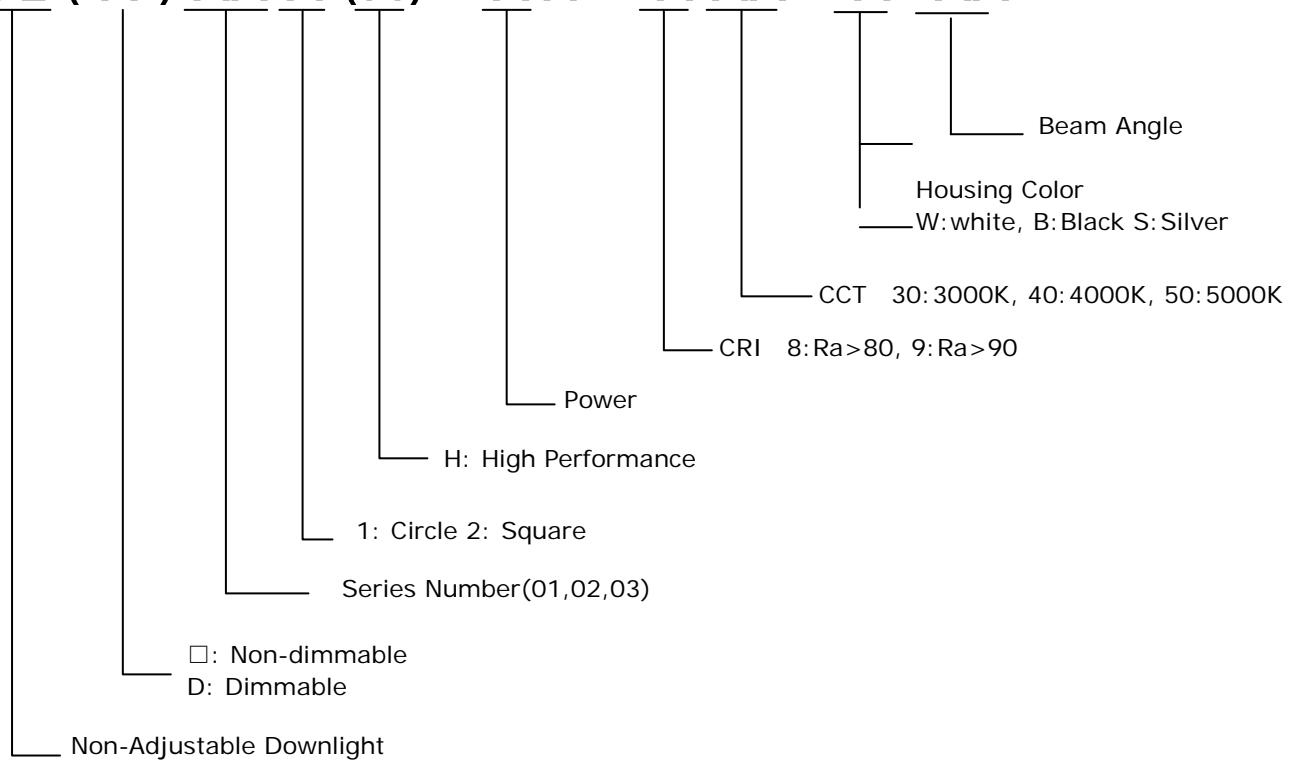 Beam Angle
Housing Color
W:white, B:Black S:Silver
CCT 30:3000K, 40:4000K, 50:5000K
CRI 8:Ra>80, 9:Ra>90
Power
H: High Performance
1: Circle 2: Square
Series Number(01,02,03)
□: Non-dimmable
D: Dimmable
Non-Adjustable Downlight